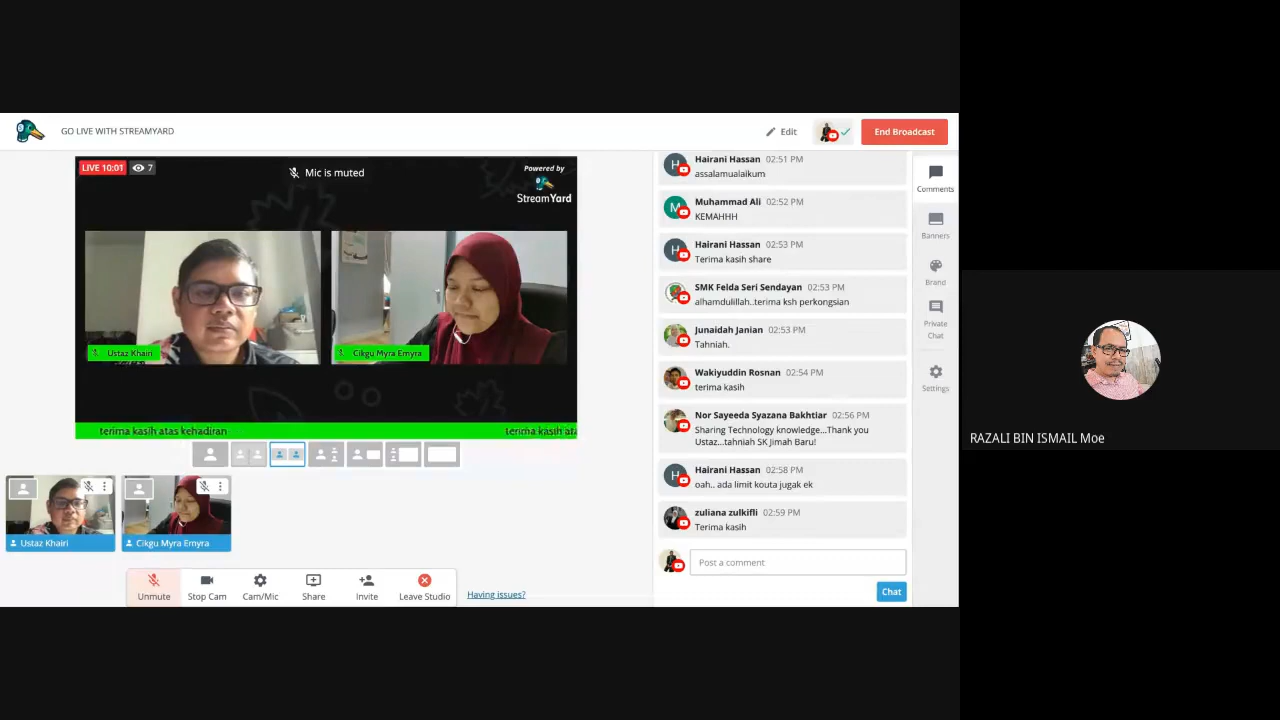 GO LIVE WITH STREAMYARD
Edit
End Broadcast
LIVE 10:01
7
Mic is muted
Powered by
StreamYard
Ustaz Khairi
Cikgu Myra Emyra
terima kasih atas kehadiran
terima kasih ata
Ustaz Khairi
Cikgu Myra Emyra
Unmute
Stop Cam
Cam/Mic
Share
Invite
Leave Studio
Having issues?
H
Hairani Hassan 02:51 PM
assalamualaikum
M
Muhammad Ali 02:52 PM
KEMAHHH
H
Hairani Hassan 02:53 PM
Terima kasih share
SMK Felda Seri Sendayan 02:53 PM
alhamdulillah..terima ksh perkongsian
Junaidah Janian 02:53 PM
Tahniah.
Wakiyuddin Rosnan 02:54 PM
terima kasih
Nor Sayeeda Syazana Bakhtiar 02:56 PM
Sharing Technology knowledge...Thank you
Ustaz...tahniah SK Jimah Baru!
H
Hairani Hassan 02:58 PM
oah.. ada limit kouta jugak ek
zuliana zulkifli 02:59 PM
Terima kasih
Post a comment
Chat
Comments
Banners
Brand
Private
Chat
Settings
RAZALI BIN ISMAIL Moe